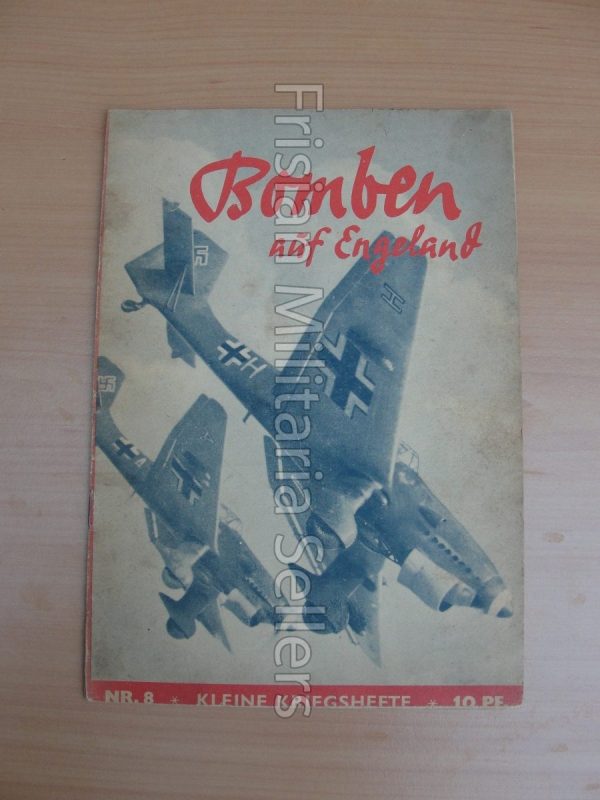 Bomben
auf Engeland
H
H
A
NR. 8 * KLEINE KRIEGSHEFTE * 10 PF.
Frisian Militaria Sellers